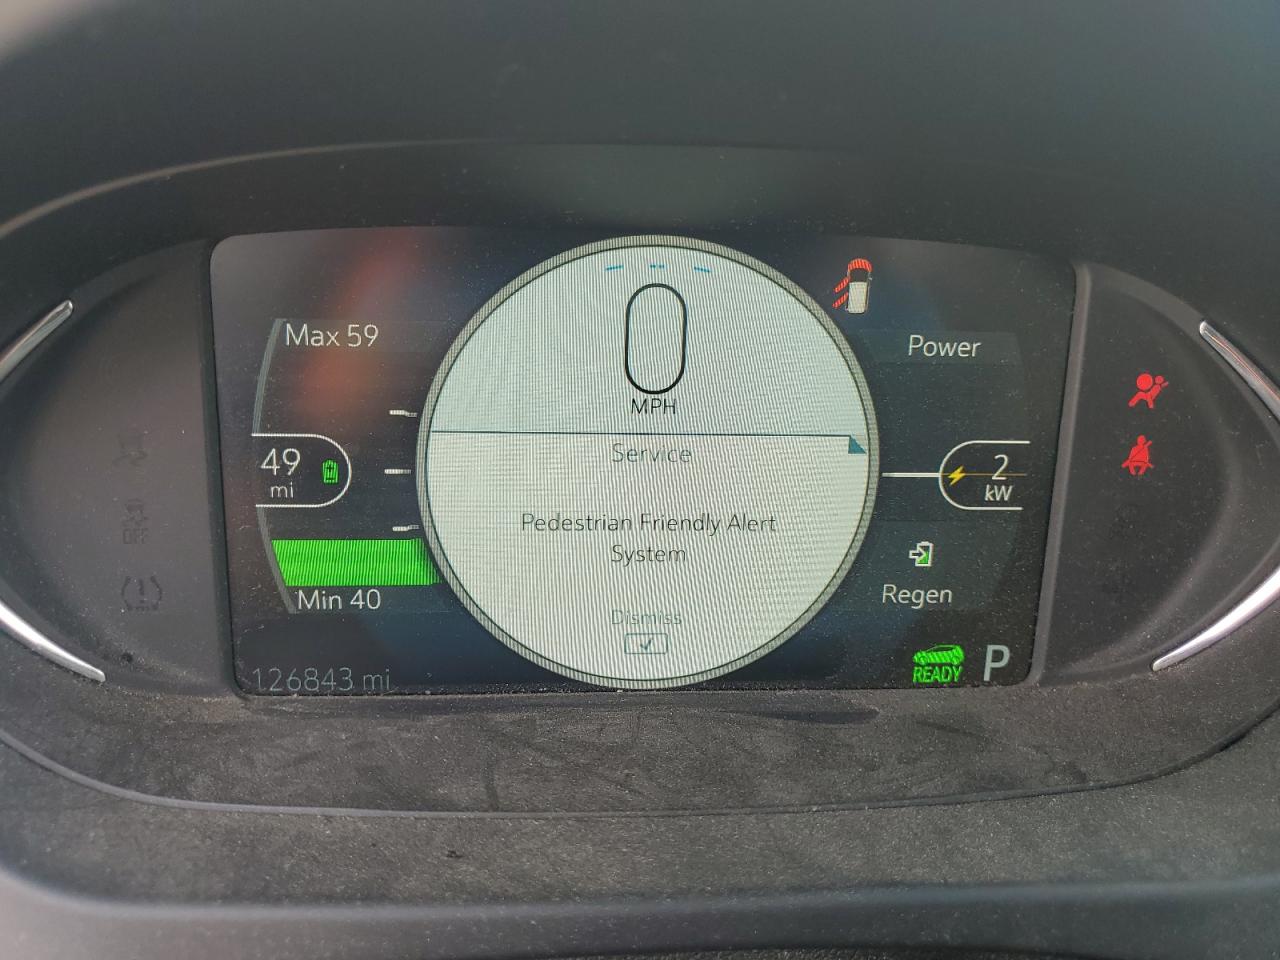 0
MPH
Max 59
Power
49
mi
Service
2
kW
Pedestrian Friendly Alert
System
OFF
Min 40
Regen
Dismiss
126843 mi
READY
P